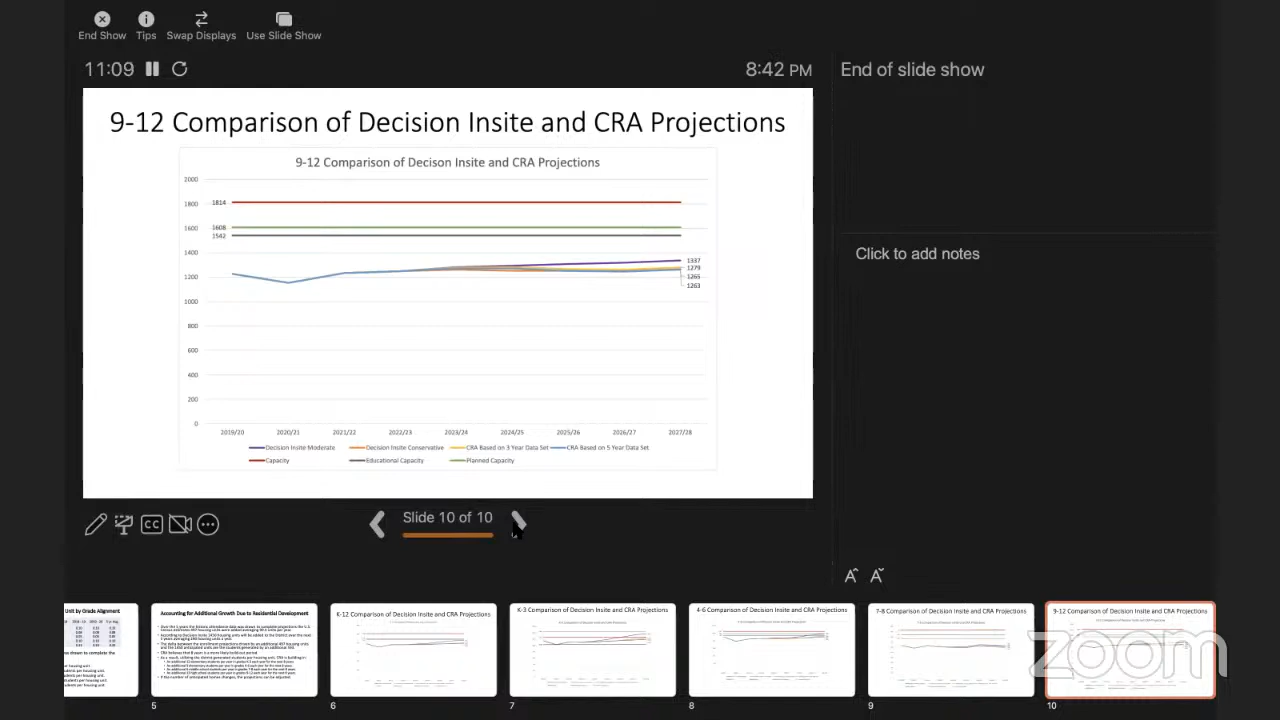 End Show Tips Swap Displays Use Slide Show
11:09 8:42 PM End of slide show
9-12 Comparison of Decision Insite and CRA Projections
9-12 Comparison of Decison Insite and CRA Projections
2000
1800 1814
1600 1608
1542
1400
1337
1279
1200 1265
1263
1000
800
600
400
200
0
2019/20 2020/21 2021/22 2022/23 2023/24 2024/25 2025/26 2026/27 2027/28
Decision Insite Moderate Decision Insite Conservative CRA Based on 3 Year Data Set CRA Based on 5 Year Data Set
Capacity Educational Capacity Planned Capacity
Click to add notes
CC
Slide 10 of 10
A A
Unit by Grade Alignment
Accounting for Additional Growth Due to Residential Development
K-12 Comparison of Decision Insite and CRA Projections
K-3 Comparison of Decision Insite and CRA Projections
4-6 Comparison of Decision Insite and CRA Projections
7-8 Comparison of Decision Insite and CRA Projections
9-12 Comparison of Decision Insite and CRA Projections
5 6 7 8 9 10
zoom